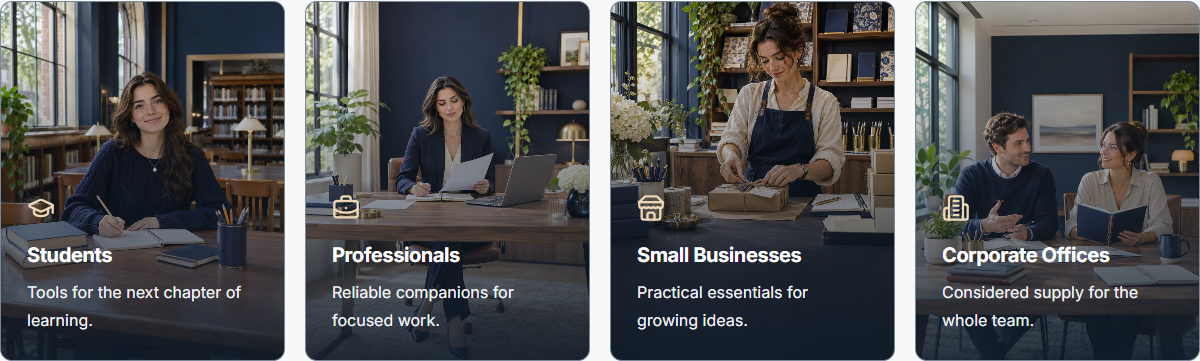 Students
Tools for the next chapter of
learning.
Professionals
Reliable companions for
focused work.
Small Businesses
Practical essentials for
growing ideas.
Corporate Offices
Considered supply for the
whole team.